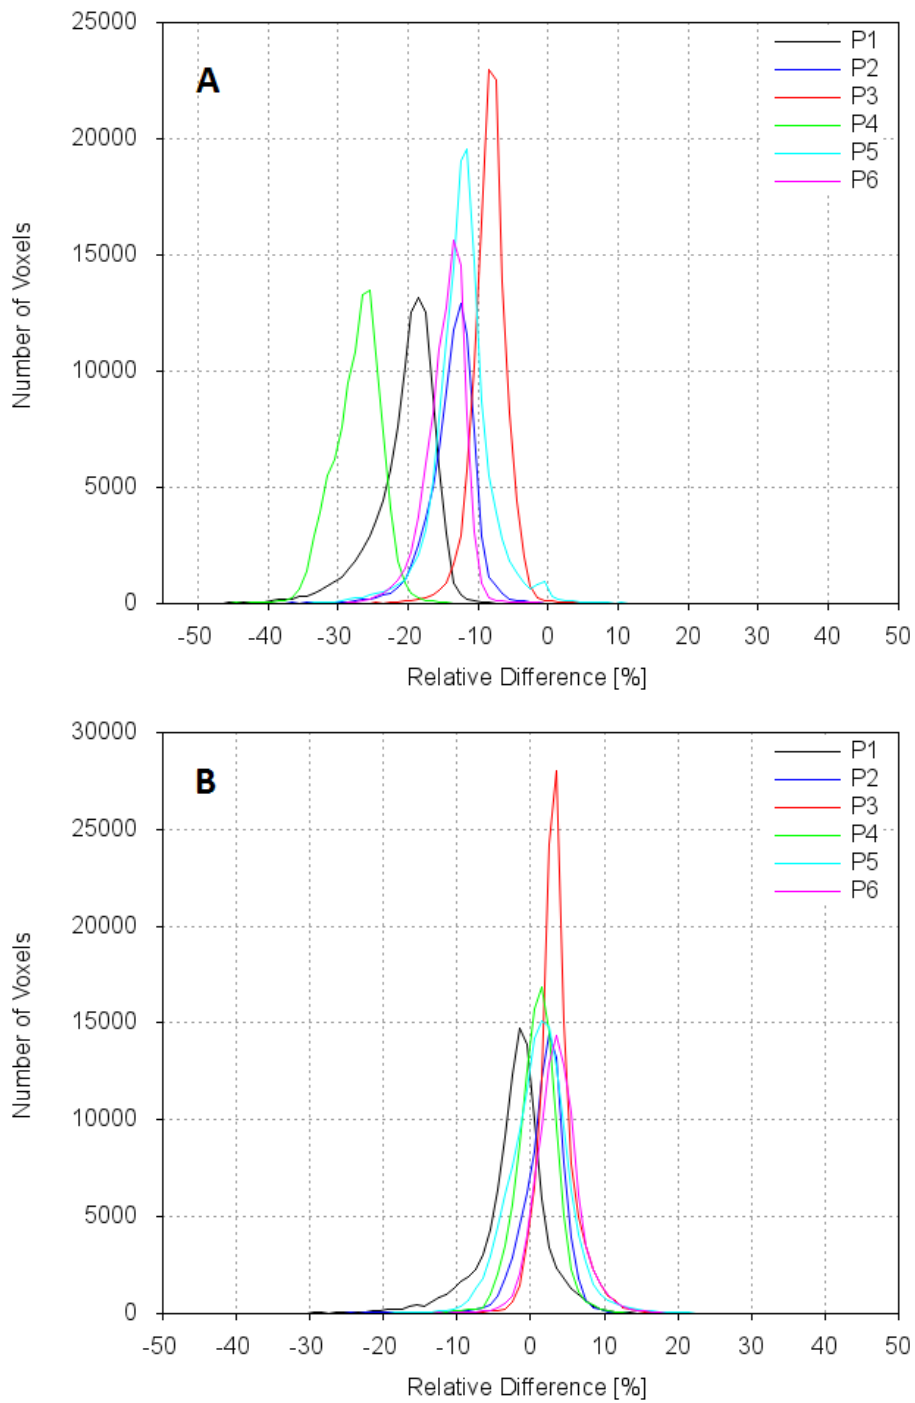 25000
20000
15000
10000
5000
0
Number of Voxels
A
P1
P2
P3
P4
P5
P6
-50 -40 -30 -20 -10 0 10 20 30 40 50
Relative Difference [%]
30000
25000
20000
15000
10000
5000
0
Number of Voxels
B
P1
P2
P3
P4
P5
P6
-50 -40 -30 -20 -10 0 10 20 30 40 50
Relative Difference [%]